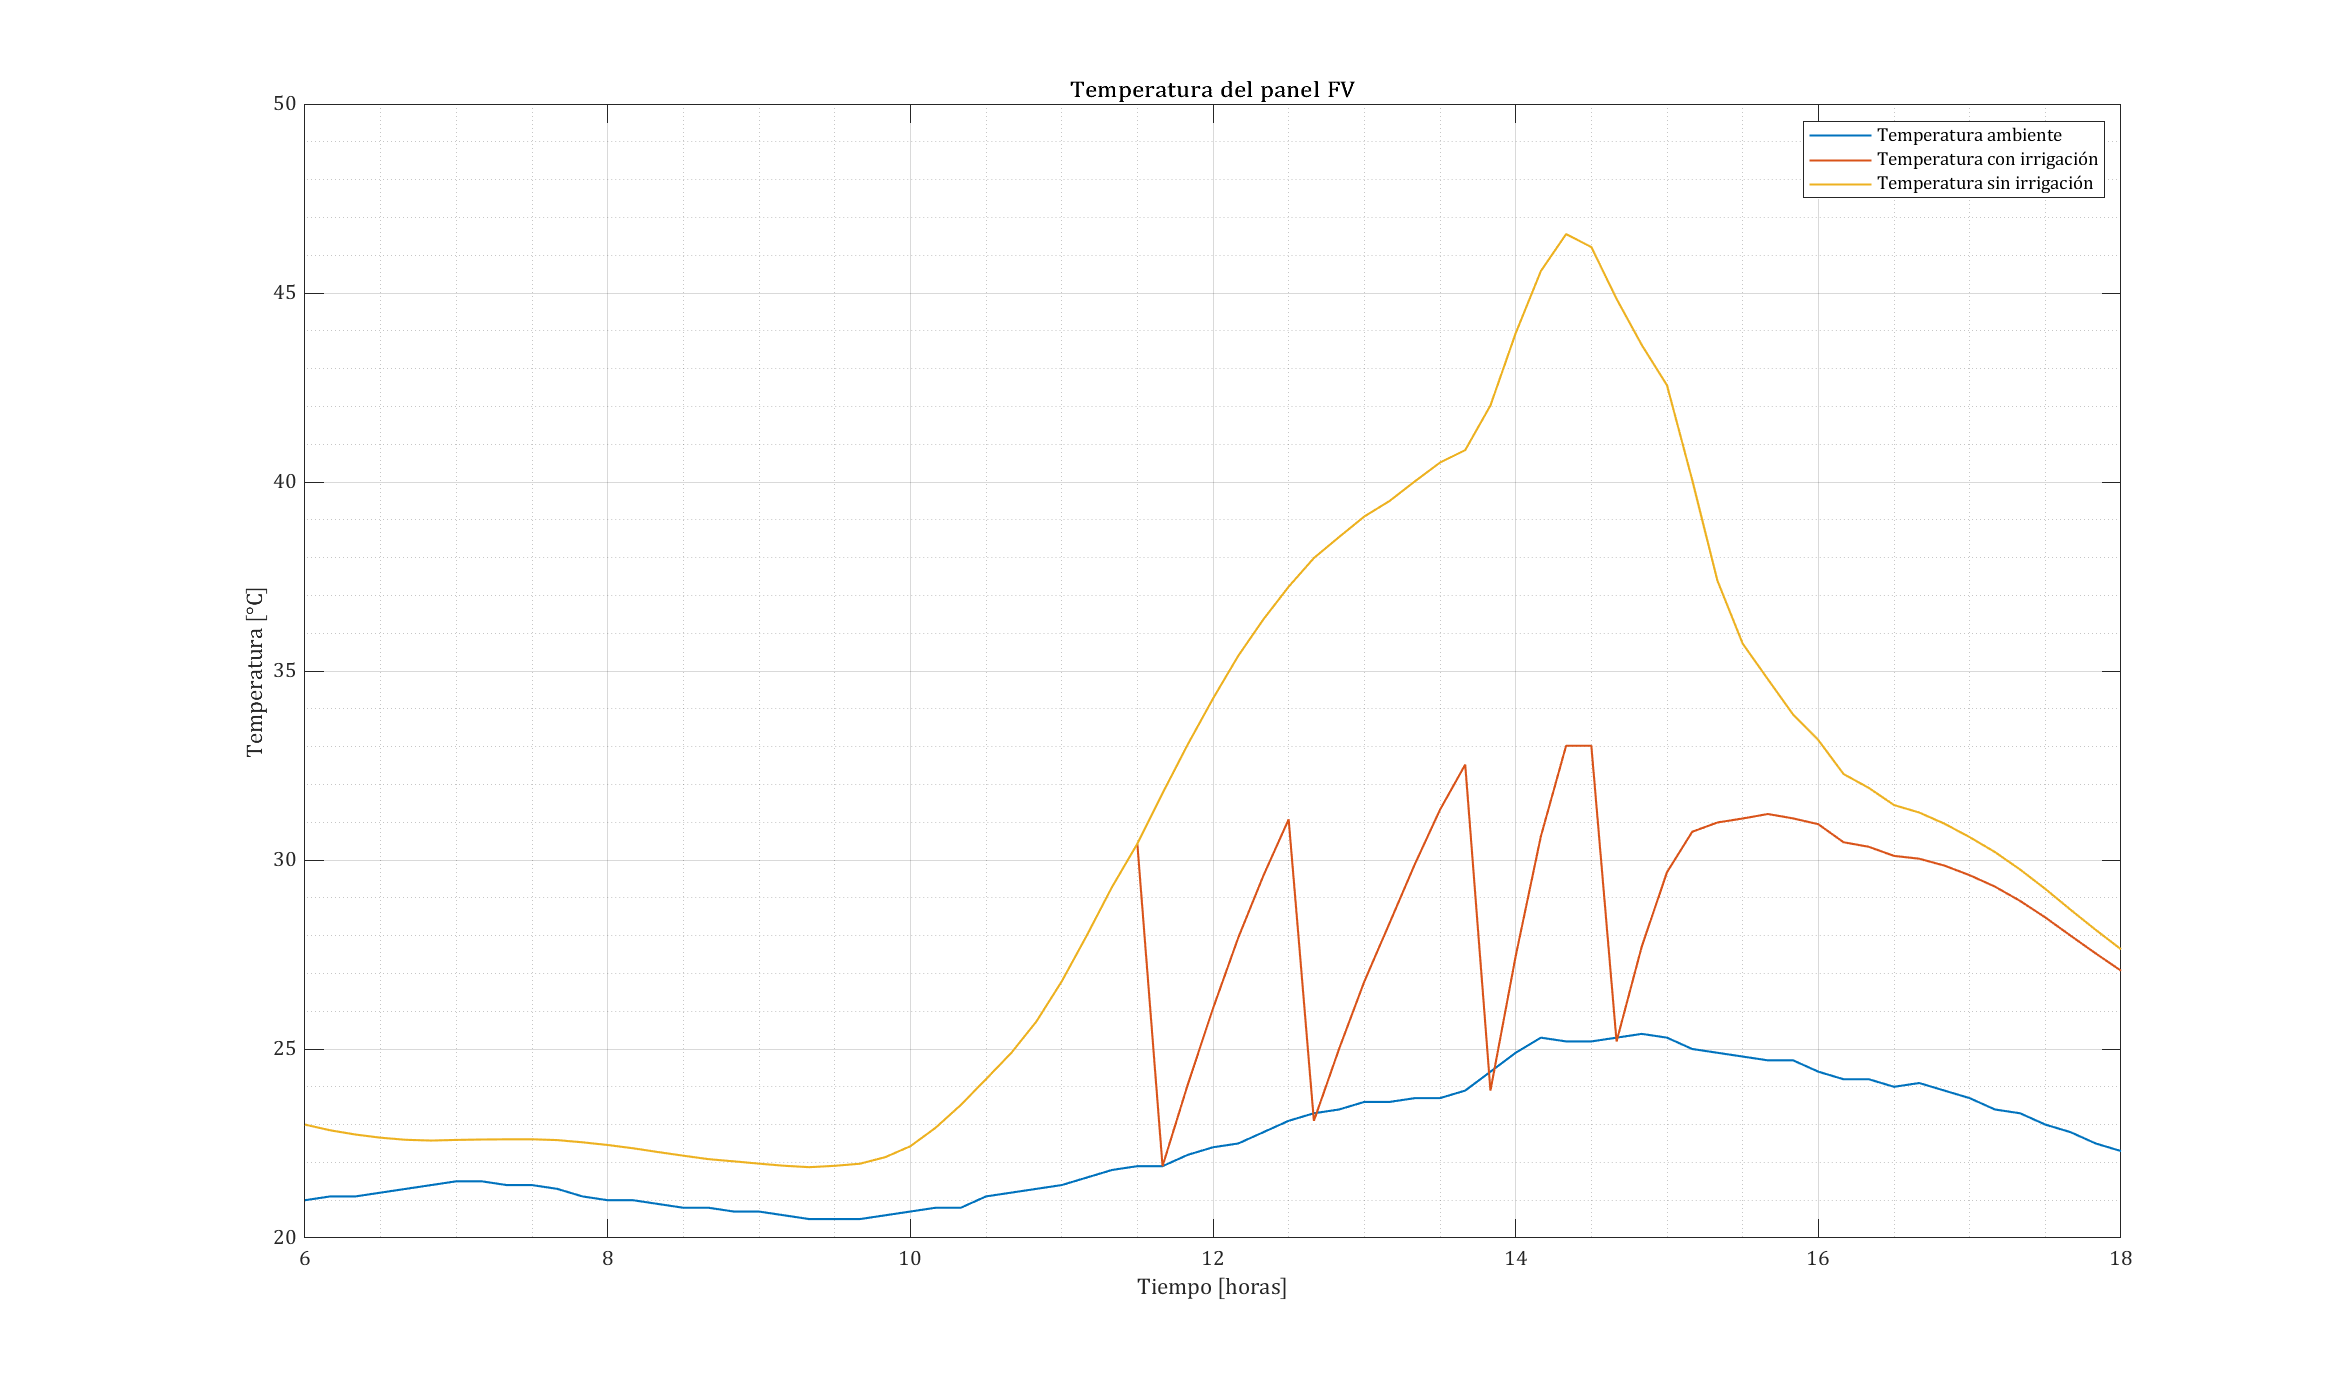 Temperatura del panel FV
Temperatura ambiente
Temperatura con irrigación
Temperatura sin irrigación
50
45
40
35
30
25
20
Temperatura [°C]
6 8 10 12 14 16 18
Tiempo [horas]